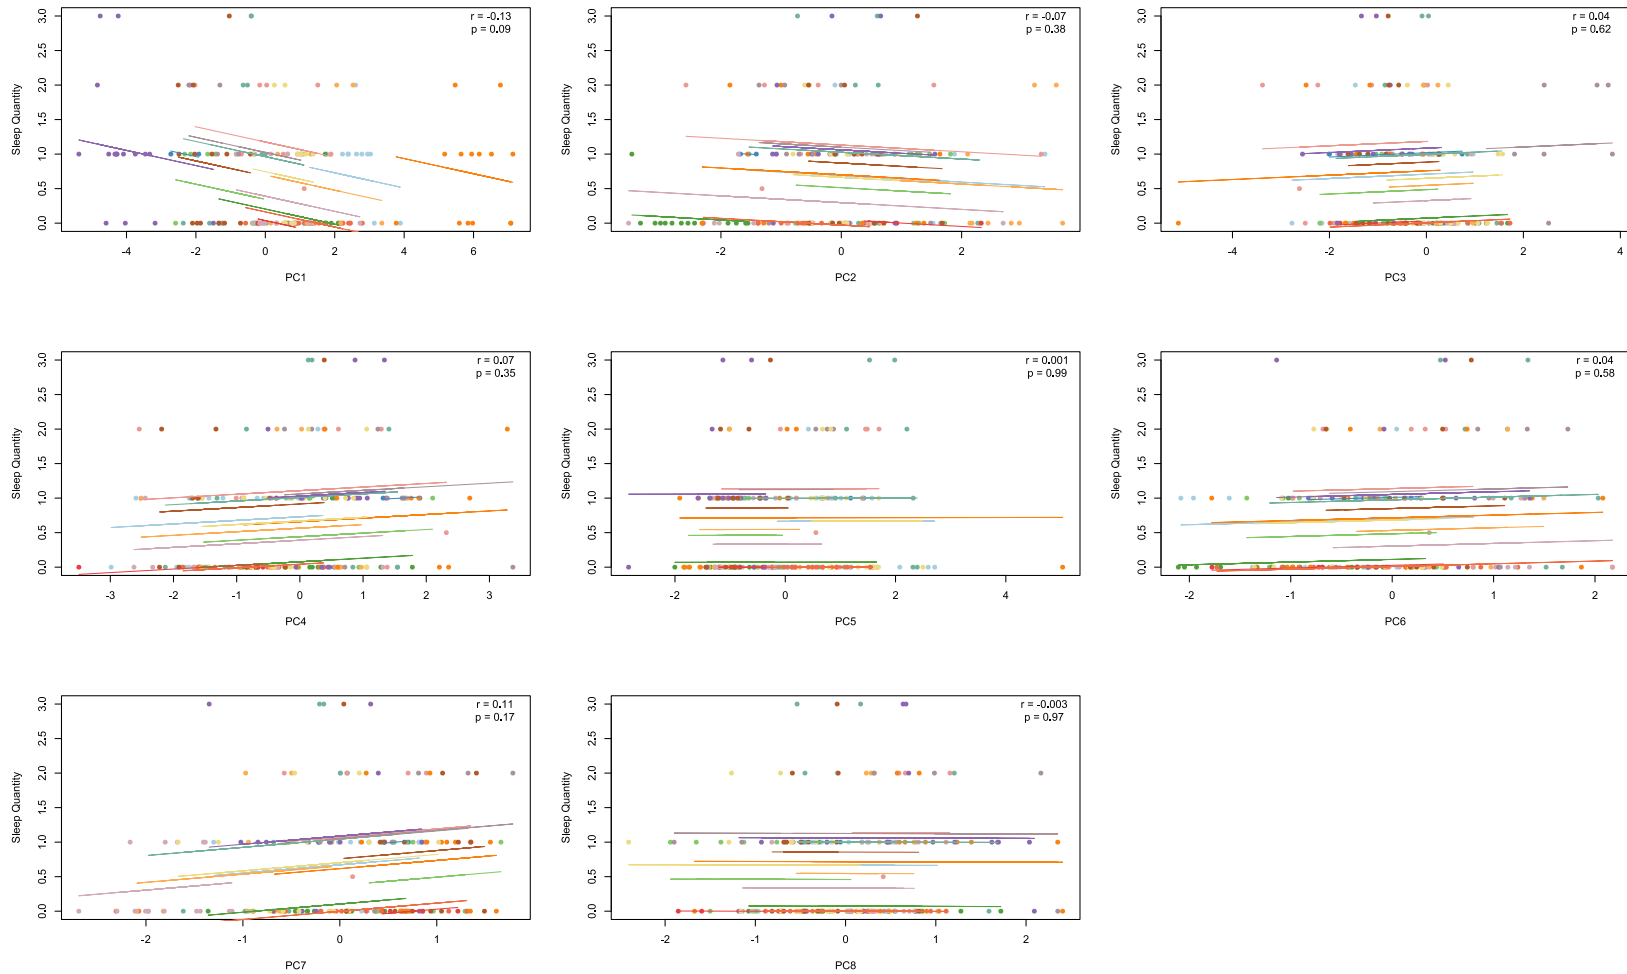 r = -0.13
p = 0.09
Sleep Quantity
3.0
2.5
2.0
1.5
1.0
0.5
0.0
-4
-2
0
2
4
6
PC1
r = -0.07
p = 0.38
Sleep Quantity
3.0
2.5
2.0
1.5
1.0
0.5
0.0
-2
0
2
PC2
r = 0.04
p = 0.62
Sleep Quantity
3.0
2.5
2.0
1.5
1.0
0.5
0.0
-4
-2
0
2
4
PC3
r = 0.07
p = 0.35
Sleep Quantity
3.0
2.5
2.0
1.5
1.0
0.5
0.0
-3
-2
-1
0
1
2
3
PC4
r = 0.001
p = 0.99
Sleep Quantity
3.0
2.5
2.0
1.5
1.0
0.5
0.0
-2
0
2
4
PC5
r = 0.04
p = 0.58
Sleep Quantity
3.0
2.5
2.0
1.5
1.0
0.5
0.0
-2
-1
0
1
2
PC6
r = 0.11
p = 0.17
Sleep Quantity
3.0
2.5
2.0
1.5
1.0
0.5
0.0
-2
-1
0
1
PC7
r = -0.003
p = 0.97
Sleep Quantity
3.0
2.5
2.0
1.5
1.0
0.5
0.0
-2
-1
0
1
2
PC8